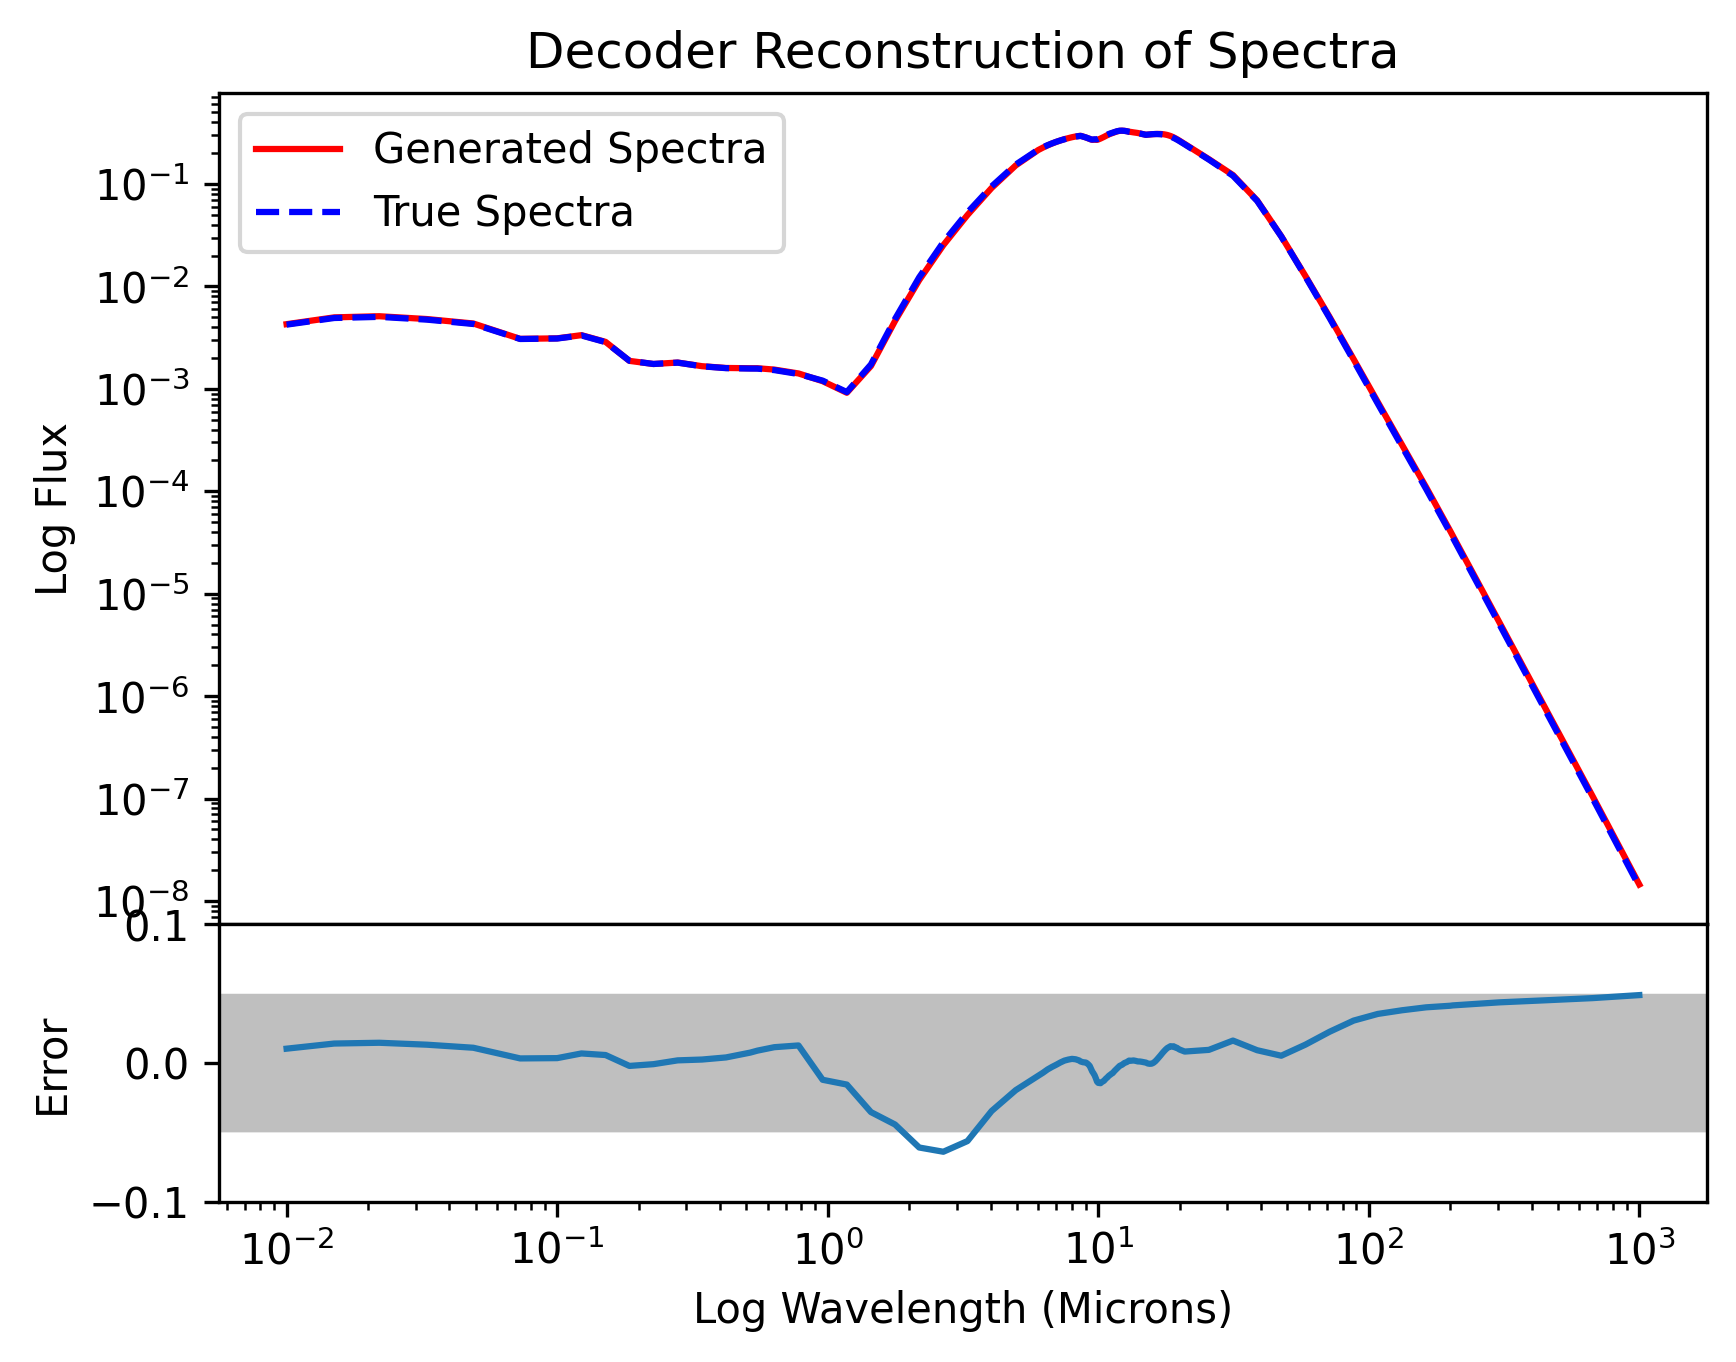 Decoder Reconstruction of Spectra
Generated Spectra
True Spectra
Log Flux
10⁻¹
10⁻²
10⁻³
10⁻⁴
10⁻⁵
10⁻⁶
10⁻⁷
10⁻⁸
Error
0.1
0.0
−0.1
10⁻² 10⁻¹ 10⁰ 10¹ 10² 10³
Log Wavelength (Microns)